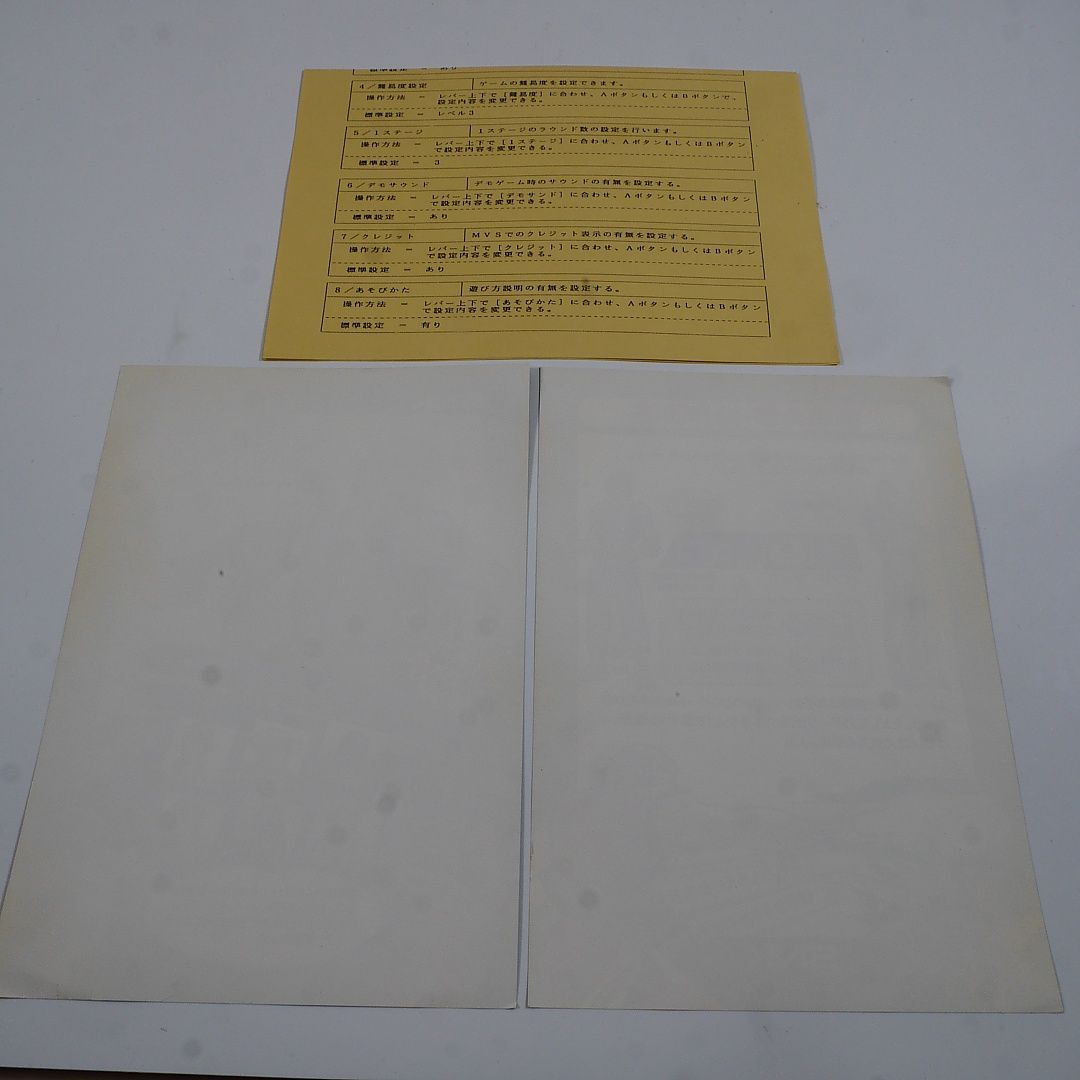 標準設定 － あり
4／難易度設定 ゲームの難易度を設定できます。
操作方法 － レバー上下で［難易度］に合わせ、AボタンもしくはBボタンで、
設定内容を変更できる。
標準設定 － レベル3
5／1ステージ 1ステージのラウンド数の設定を行います。
操作方法 － レバー上下で［1ステージ］に合わせ、AボタンもしくはBボタン
で設定内容を変更できる。
標準設定 － 3
6／デモサウンド デモゲーム時のサウンドの有無を設定する。
操作方法 － レバー上下で［デモサンド］に合わせ、AボタンもしくはBボタン
で設定内容を変更できる。
標準設定 － あり
7／クレジット MVSでのクレジット表示の有無を設定する。
操作方法 － レバー上下で［クレジット］に合わせ、AボタンもしくはBボタン
で設定内容を変更できる。
標準設定 － あり
8／あそびかた 遊び方説明の有無を設定する。
操作方法 － レバー上下で［あそびかた］に合わせ、AボタンもしくはBボタン
で設定内容を変更できる。
標準設定 － 有り